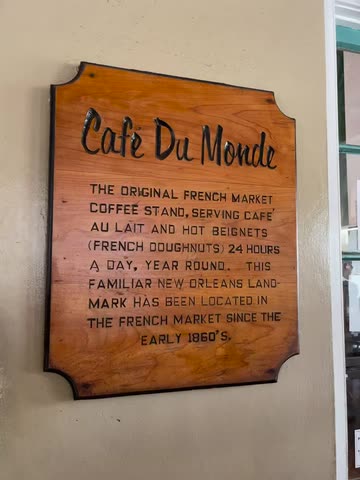 Café Du Monde
THE ORIGINAL FRENCH MARKET
COFFEE STAND, SERVING CAFÉ
AU LAIT AND HOT BEIGNETS
(FRENCH DOUGHNUTS) 24 HOURS
A DAY, YEAR ROUND. THIS
FAMILIAR NEW ORLEANS LAND-
MARK HAS BEEN LOCATED IN
THE FRENCH MARKET SINCE THE
EARLY 1860'S.